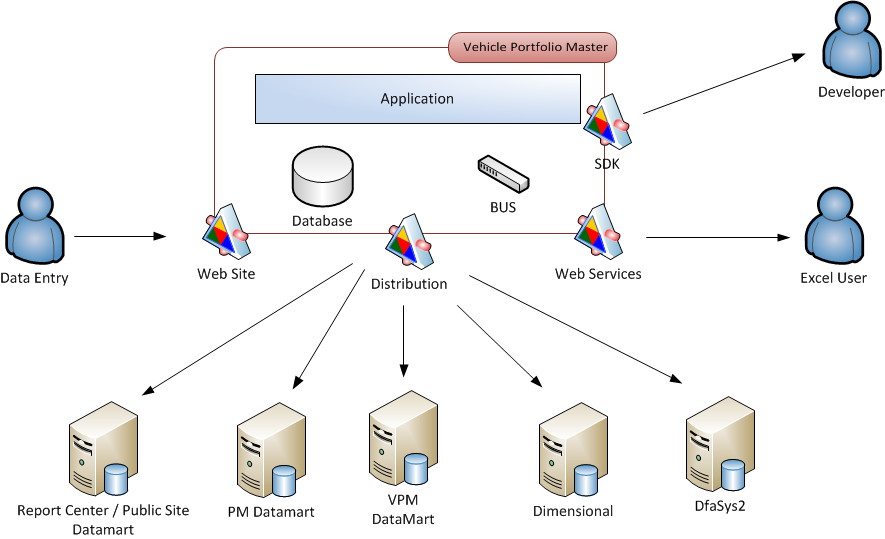 Vehicle Portfolio Master
Application
Developer
SDK
Database
BUS
Data Entry
Web Site
Distribution
Web Services
Excel User
Report Center / Public Site
Datamart
PM Datamart
VPM
DataMart
Dimensional
DfaSys2